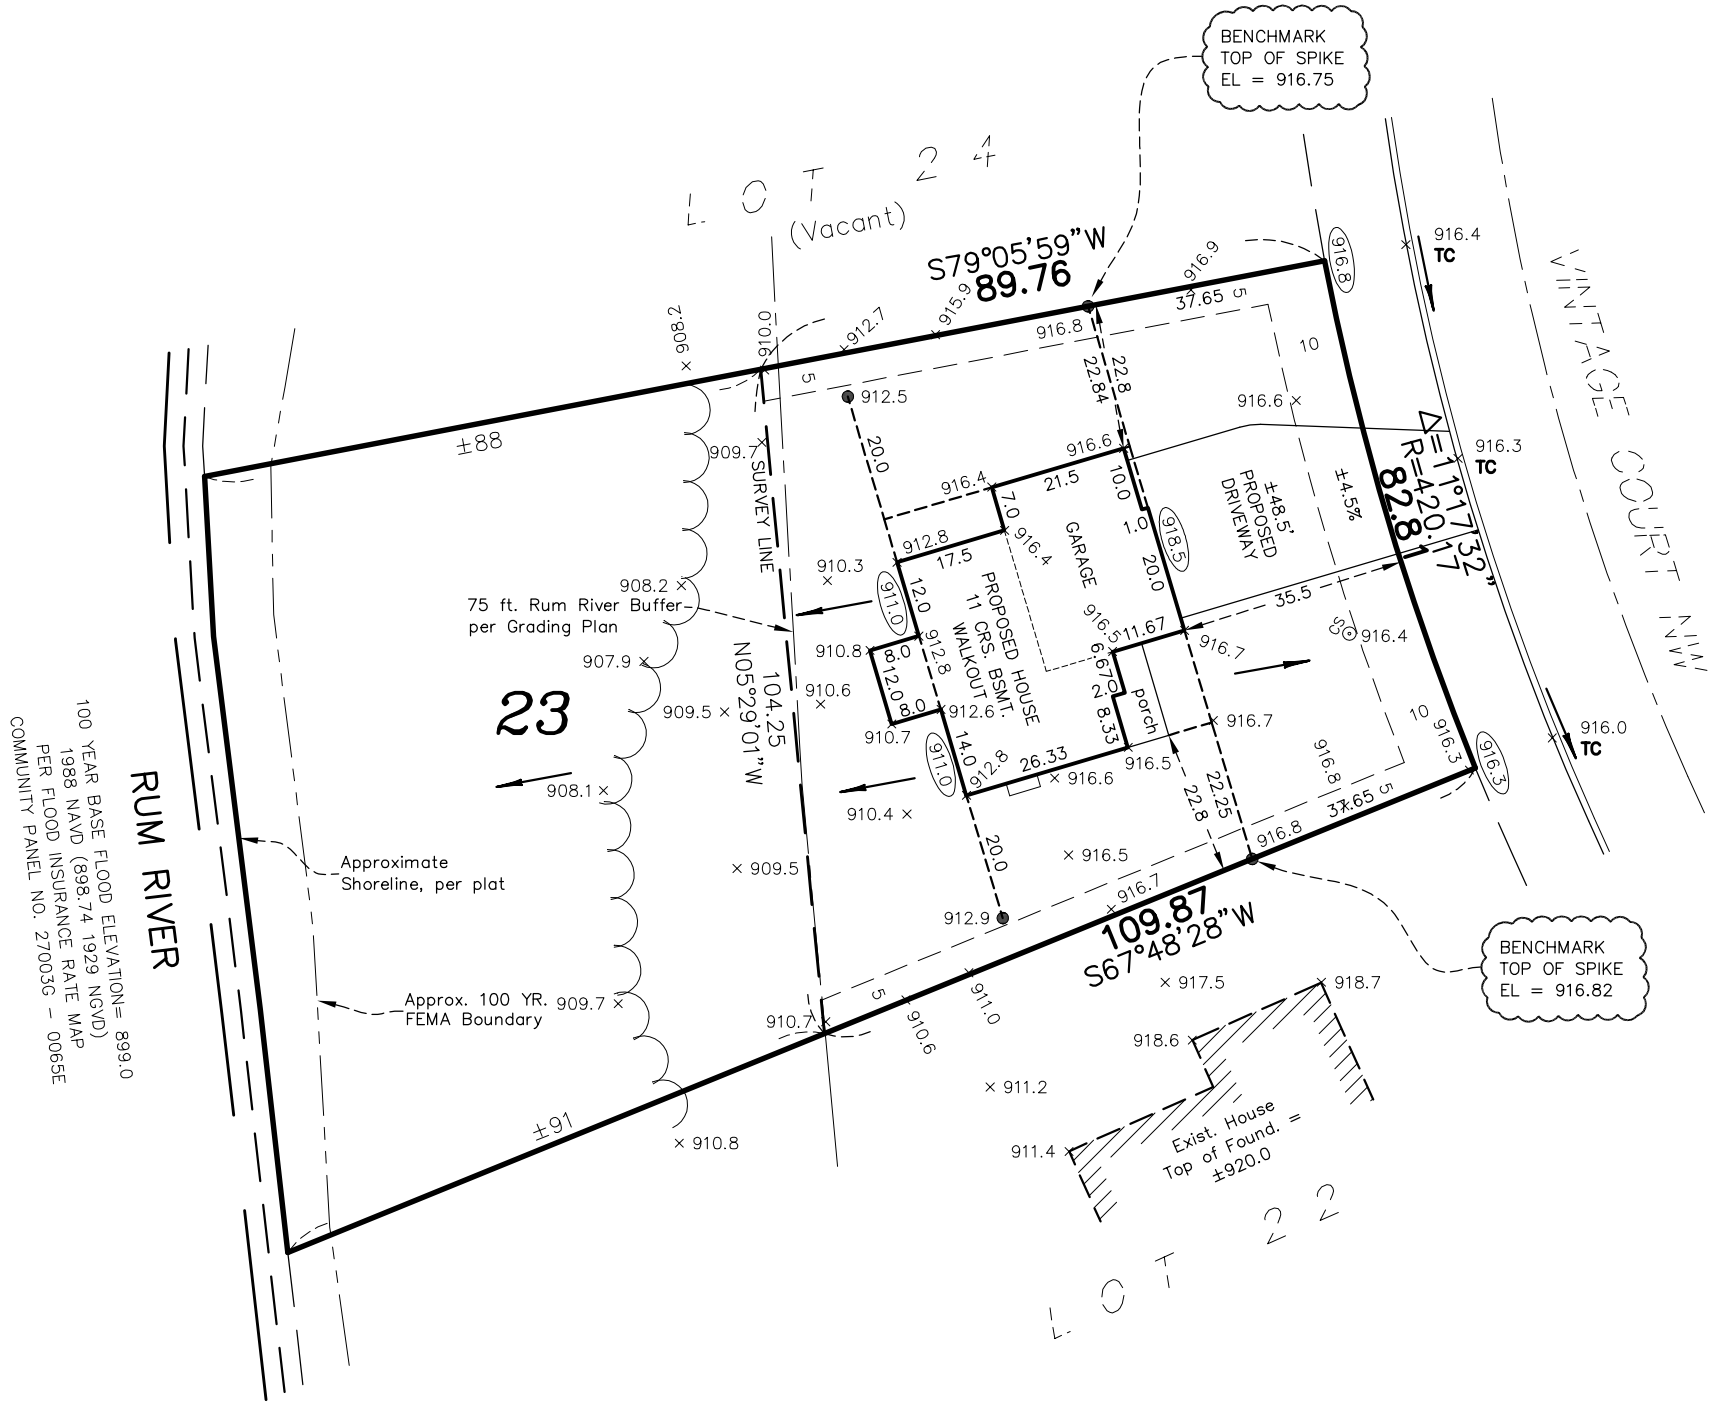 BENCHMARK
TOP OF SPIKE
EL = 916.75
LOT 24
(Vacant)
S79°05'59"W
89.76
916.9
37.65
5
916.8
916.4
TC
VINTAGE COURT NW
908.2
910.0
912.7
915.9
916.8
5
10
±88
912.5
22.8
22.84
916.6
909.7
SURVEY LINE
20.0
916.4
21.5
916.6
10.0
916.3
TC
Δ=11°17'32"
R=420.17
82.81
±4.5%
±48.5'
PROPOSED
DRIVEWAY
7.0
1.0
918.5
GARAGE
912.8
17.5
916.4
910.3
911.0
12.0
20.0
908.2
75 ft. Rum River Buffer
per Grading Plan
PROPOSED HOUSE
11 CRS. BSMT.
WALKOUT
916.5
11.67
35.5
916.7
SO
916.4
910.8
8.0
912.8
6.67
2.0
porch
907.9
104.25
N05°29'01"W
910.6
12.0
8.0
912.6
8.33
23
909.5
910.7
916.7
10
916.3
916.3
916.0
TC
911.0
14.0
912.8
26.33
916.5
916.6
916.8
908.1
910.4
22.8
22.25
37.65
5
916.8
Approximate
Shoreline, per plat
909.5
20.0
916.5
916.7
109.87
S67°48'28"W
912.9
RUM RIVER
100 YEAR BASE FLOOD ELEVATION= 899.0
1988 NAVD (898.74 1929 NGVD)
PER FLOOD INSURANCE RATE MAP
COMMUNITY PANEL NO. 27003G - 0065E
BENCHMARK
TOP OF SPIKE
EL = 916.82
Approx. 100 YR.
FEMA Boundary
909.7
910.7
5
910.6
911.0
917.5
918.7
918.6
911.2
±91
910.8
911.4
Exist. House
Top of Found. =
±920.0
LOT 22